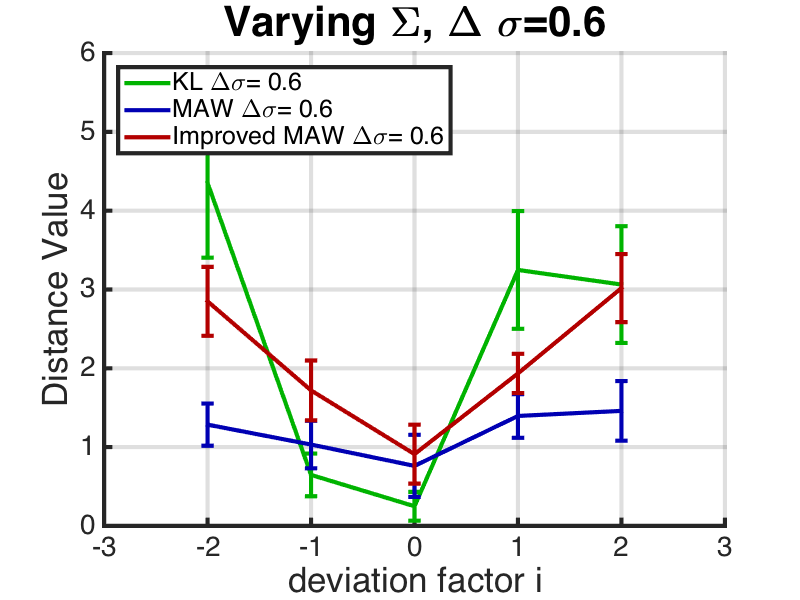 Varying Σ, Δ σ=0.6
KL Δσ= 0.6
MAW Δσ= 0.6
Improved MAW Δσ= 0.6
Distance Value
6
5
4
3
2
1
0
-3 -2 -1 0 1 2 3
deviation factor i